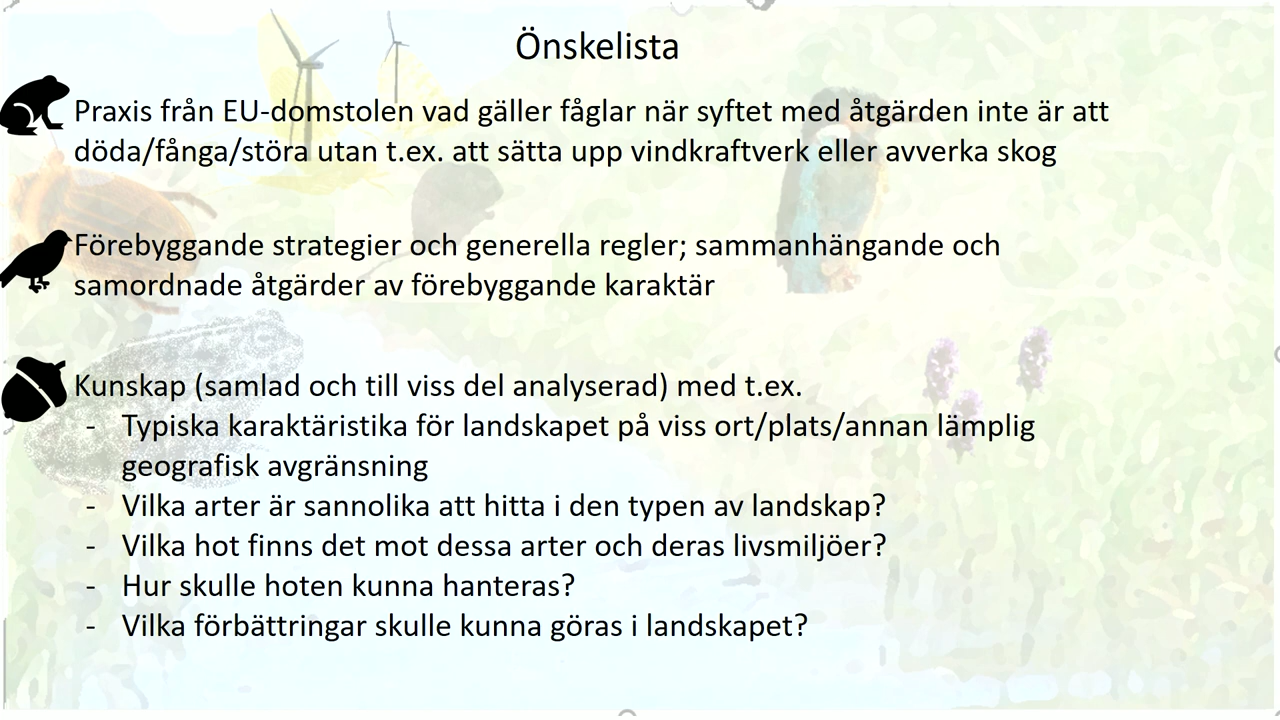 Önskelista
Praxis från EU-domstolen vad gäller fåglar när syftet med åtgärden inte är att
döda/fånga/störa utan t.ex. att sätta upp vindkraftverk eller avverka skog
Förebyggande strategier och generella regler; sammanhängande och
samordnade åtgärder av förebyggande karaktär
Kunskap (samlad och till viss del analyserad) med t.ex.
- Typiska karaktäristika för landskapet på viss ort/plats/annan lämplig
geografisk avgränsning
- Vilka arter är sannolika att hitta i den typen av landskap?
- Vilka hot finns det mot dessa arter och deras livsmiljöer?
- Hur skulle hoten kunna hanteras?
- Vilka förbättringar skulle kunna göras i landskapet?